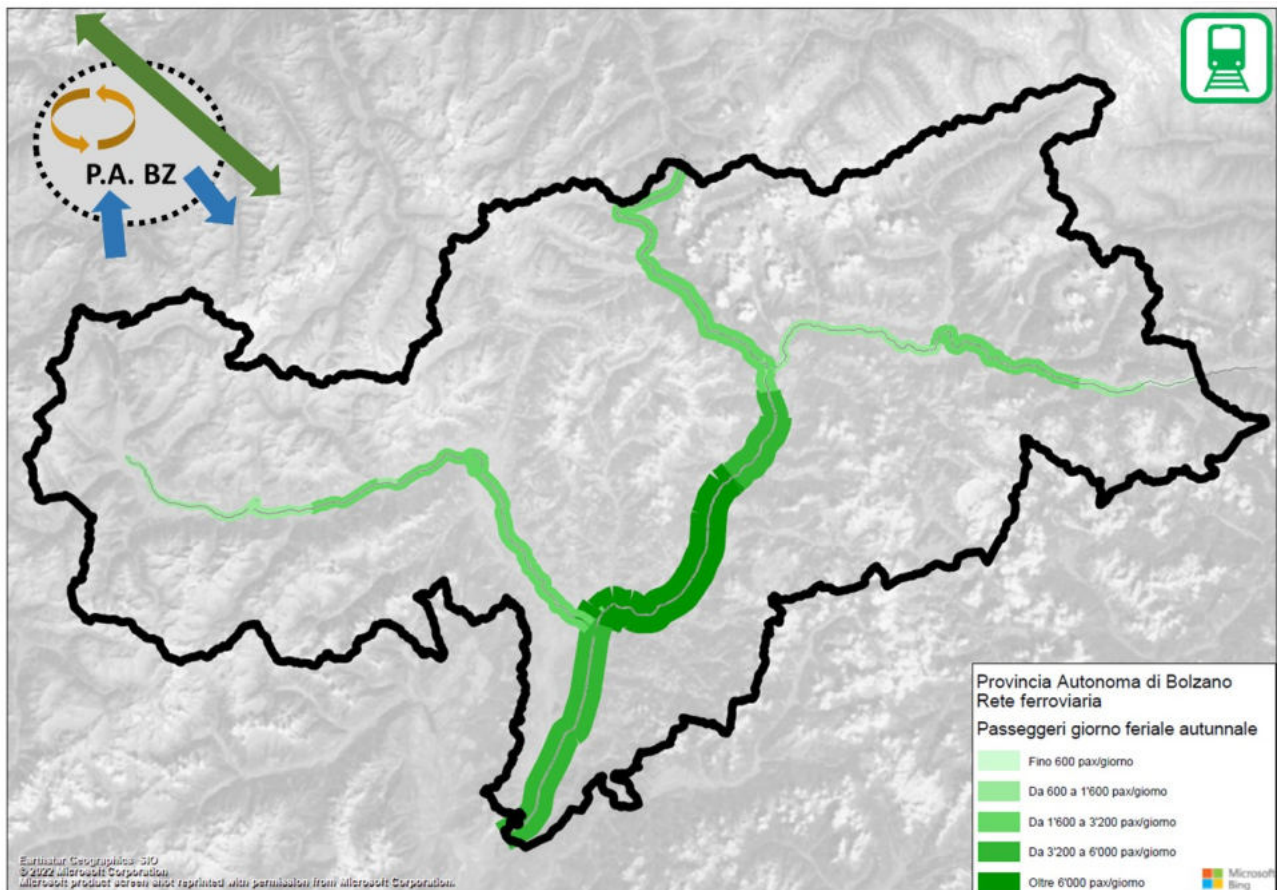 P.A. BZ
Provincia Autonoma di Bolzano
Rete ferroviaria
Passeggeri giorno feriale autunnale
Fino 600 pax/giorno
Da 600 a 1'600 pax/giorno
Da 1'600 a 3'200 pax/giorno
Da 3'200 a 6'000 pax/giorno
Oltre 6'000 pax/giorno
Earthstar Geographics SIO
© 2022 Microsoft Corporation
Microsoft product screen shot reprinted with permission from Microsoft Corporation.
Microsoft
Bing